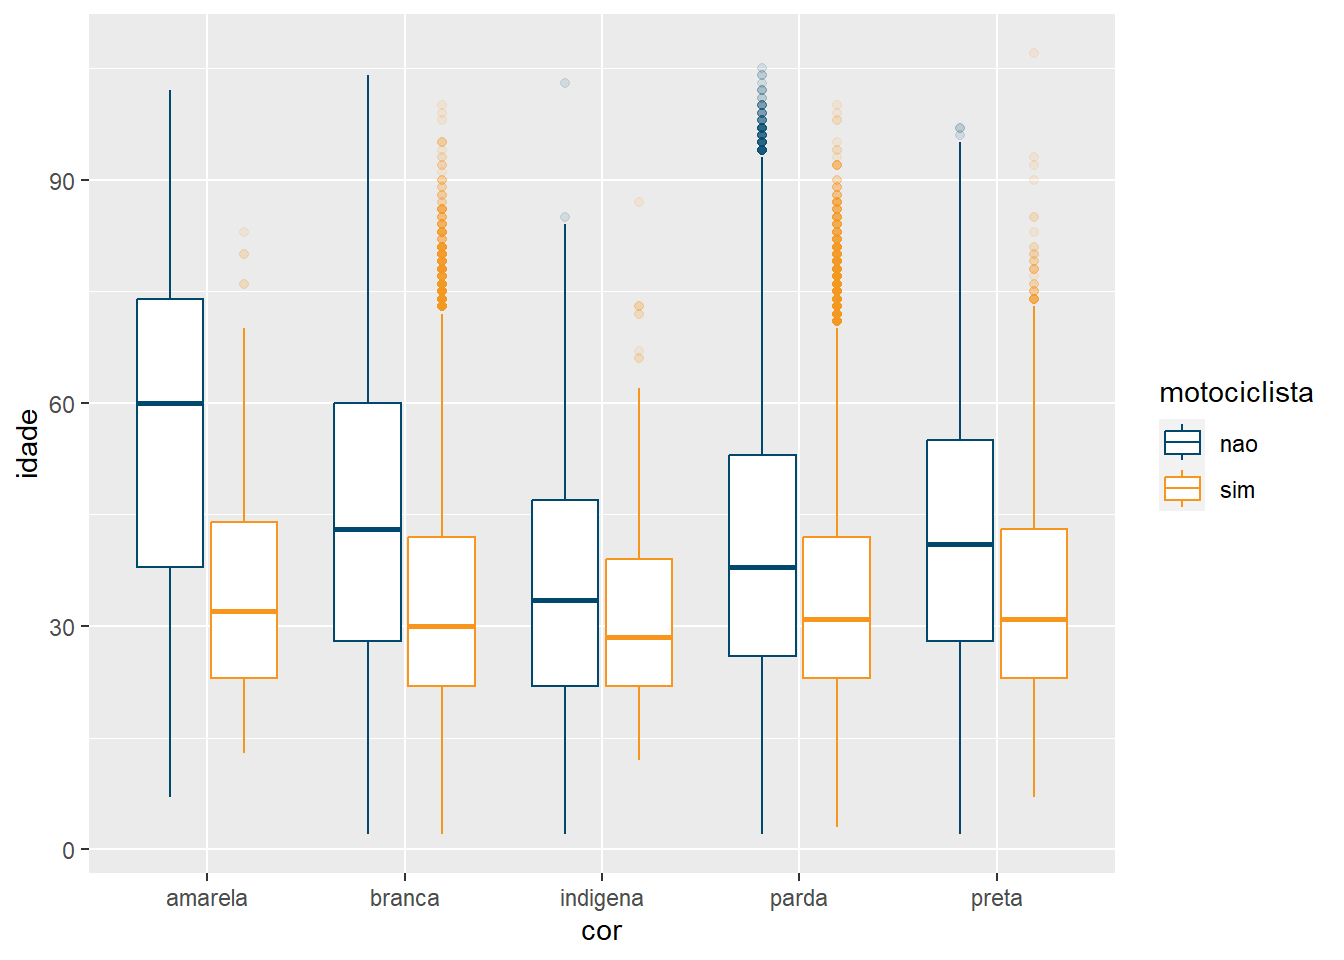 idade
90
60
30
0
amarela
branca
indigena
parda
preta
cor
motociclista
nao
sim